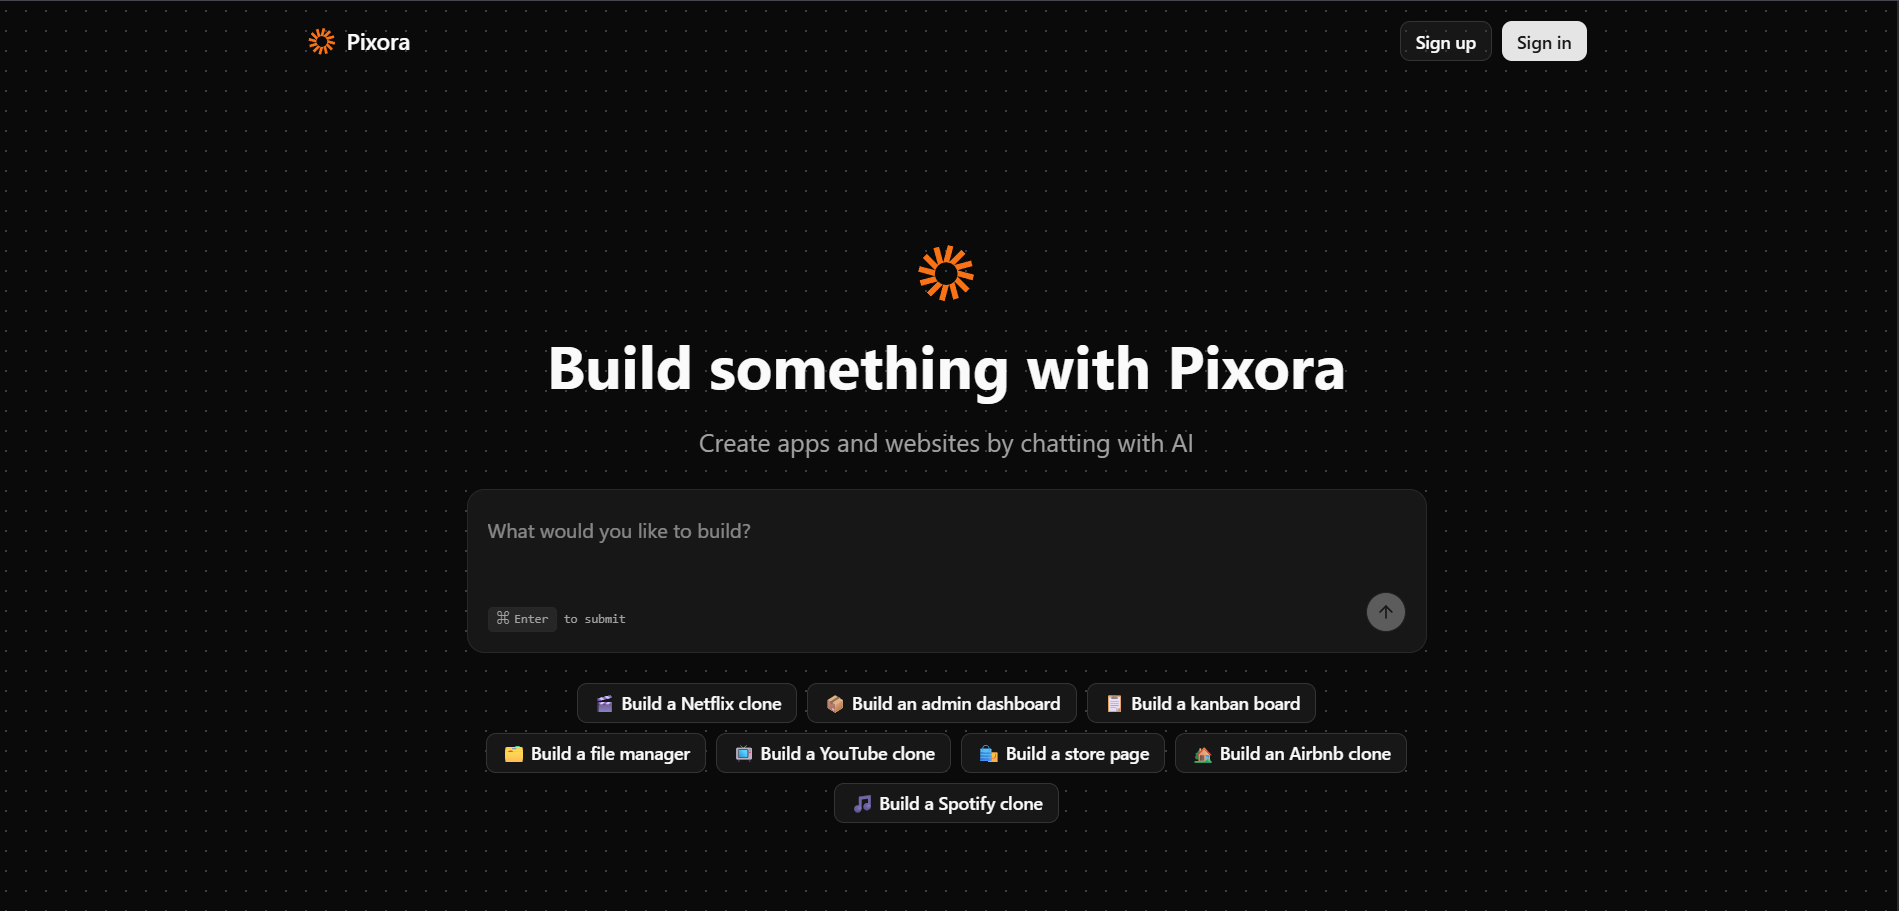 Pixora
Sign up
Sign in
Build something with Pixora
Create apps and websites by chatting with AI
What would you like to build?
⌘ Enter to submit
Build a Netflix clone
Build an admin dashboard
Build a kanban board
Build a file manager
Build a YouTube clone
Build a store page
Build an Airbnb clone
Build a Spotify clone